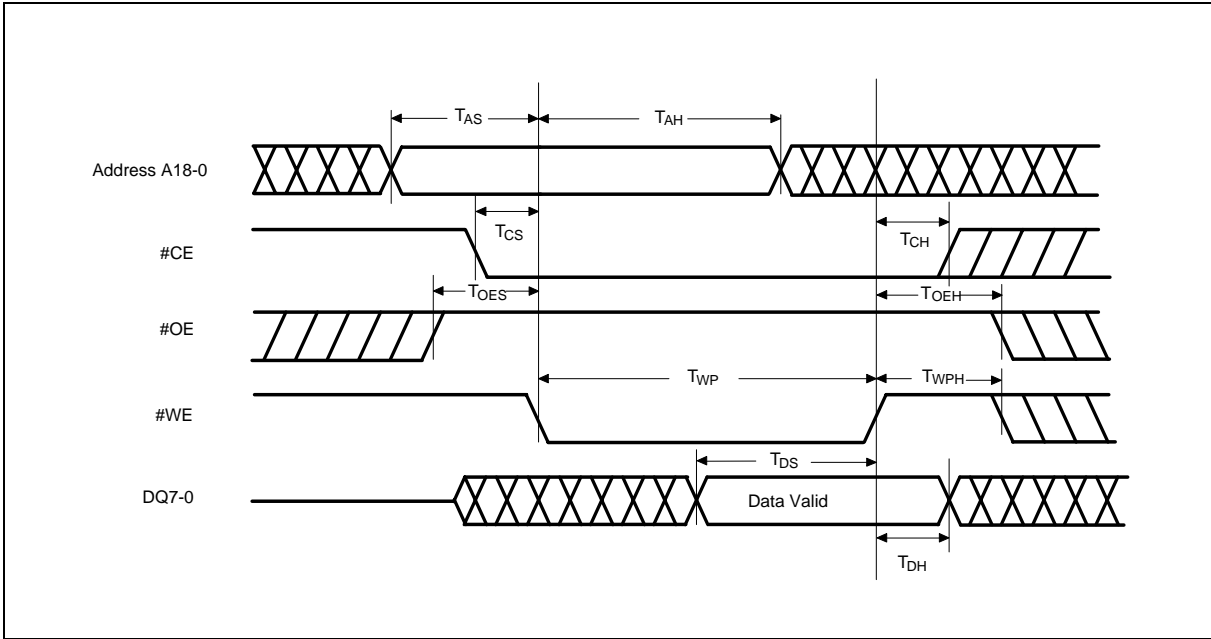 TAS
TAH
Address A18-0
TCS
TCH
#CE
TOES
TOEH
#OE
TWP
TWPH
#WE
TDS
DQ7-0
Data Valid
TDH